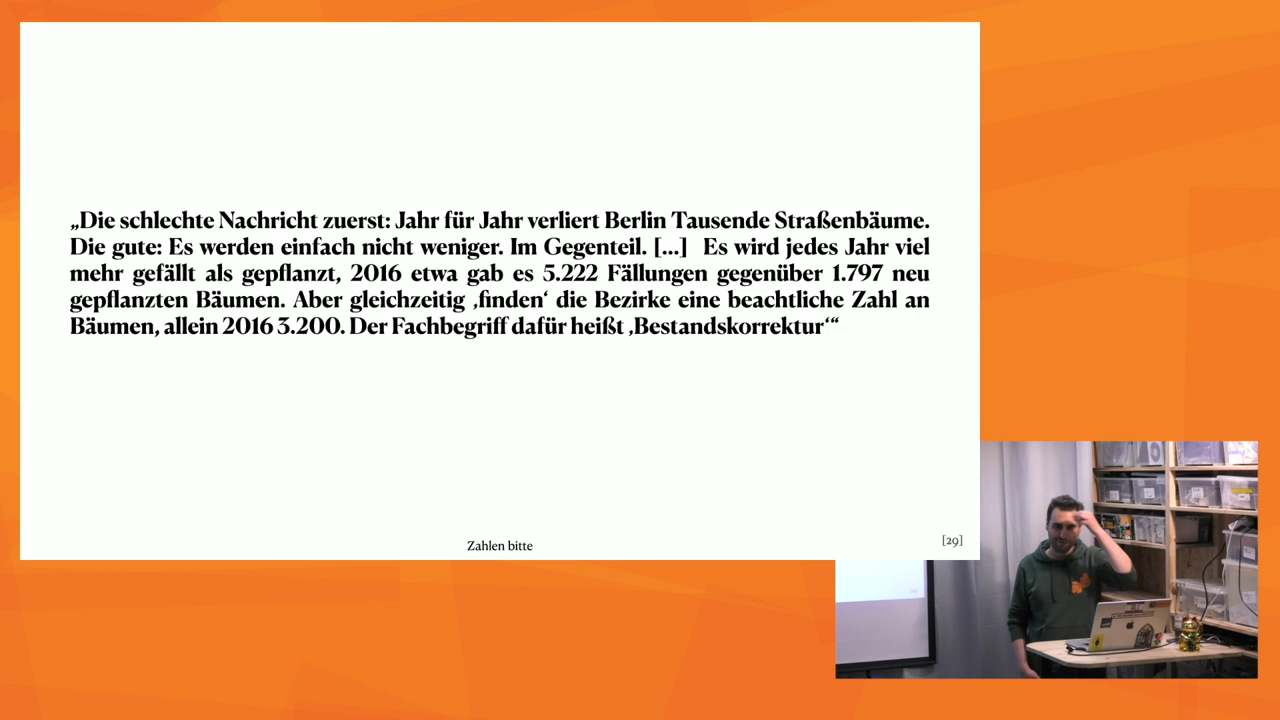 „Die schlechte Nachricht zuerst: Jahr für Jahr verliert Berlin Tausende Straßenbäume.
Die gute: Es werden einfach nicht weniger. Im Gegenteil. [...] Es wird jedes Jahr viel
mehr gefällt als gepflanzt, 2016 etwa gab es 5.222 Fällungen gegenüber 1.797 neu
gepflanzten Bäumen. Aber gleichzeitig ‚finden‘ die Bezirke eine beachtliche Zahl an
Bäumen, allein 2016 3.200. Der Fachbegriff dafür heißt ‚Bestandskorrektur‘“
Zahlen bitte
[29]